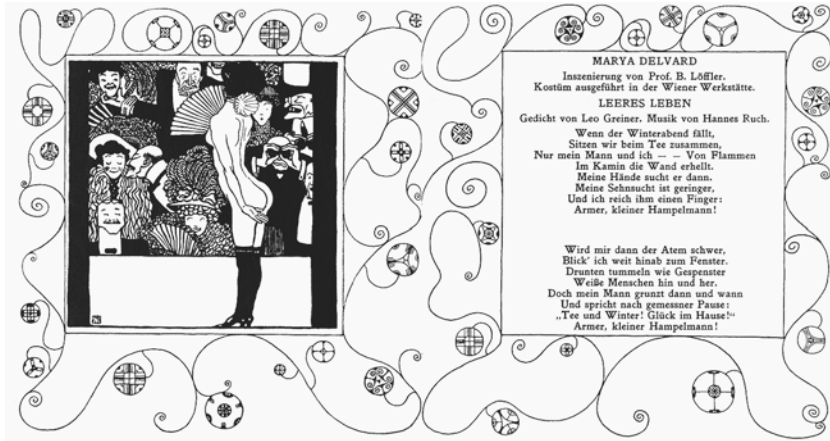 MARYA DELVARD
Inszenierung von Prof. B. Löffler.
Kostüm ausgeführt in der Wiener Werkstätte.
LEERES LEBEN
Gedicht von Leo Greiner. Musik von Hannes Ruch.
Wenn der Winterabend fällt,
Sitzen wir beim Tee zusammen,
Nur mein Mann und ich — — Von Flammen
Im Kamin die Wand erhellt.
Meine Hände sucht er dann.
Meine Sehnsucht ist geringer,
Und ich reich ihm einen Finger:
Armer, kleiner Hampelmann!
Wird mir dann der Atem schwer,
Blick' ich weit hinab zum Fenster.
Drunten tummeln wie Gespenster
Weiße Menschen hin und her.
Doch mein Mann grunzt dann und wann
Und spricht nach gemessner Pause:
„Tee und Winter! Glück im Hause!“
Armer, kleiner Hampelmann!